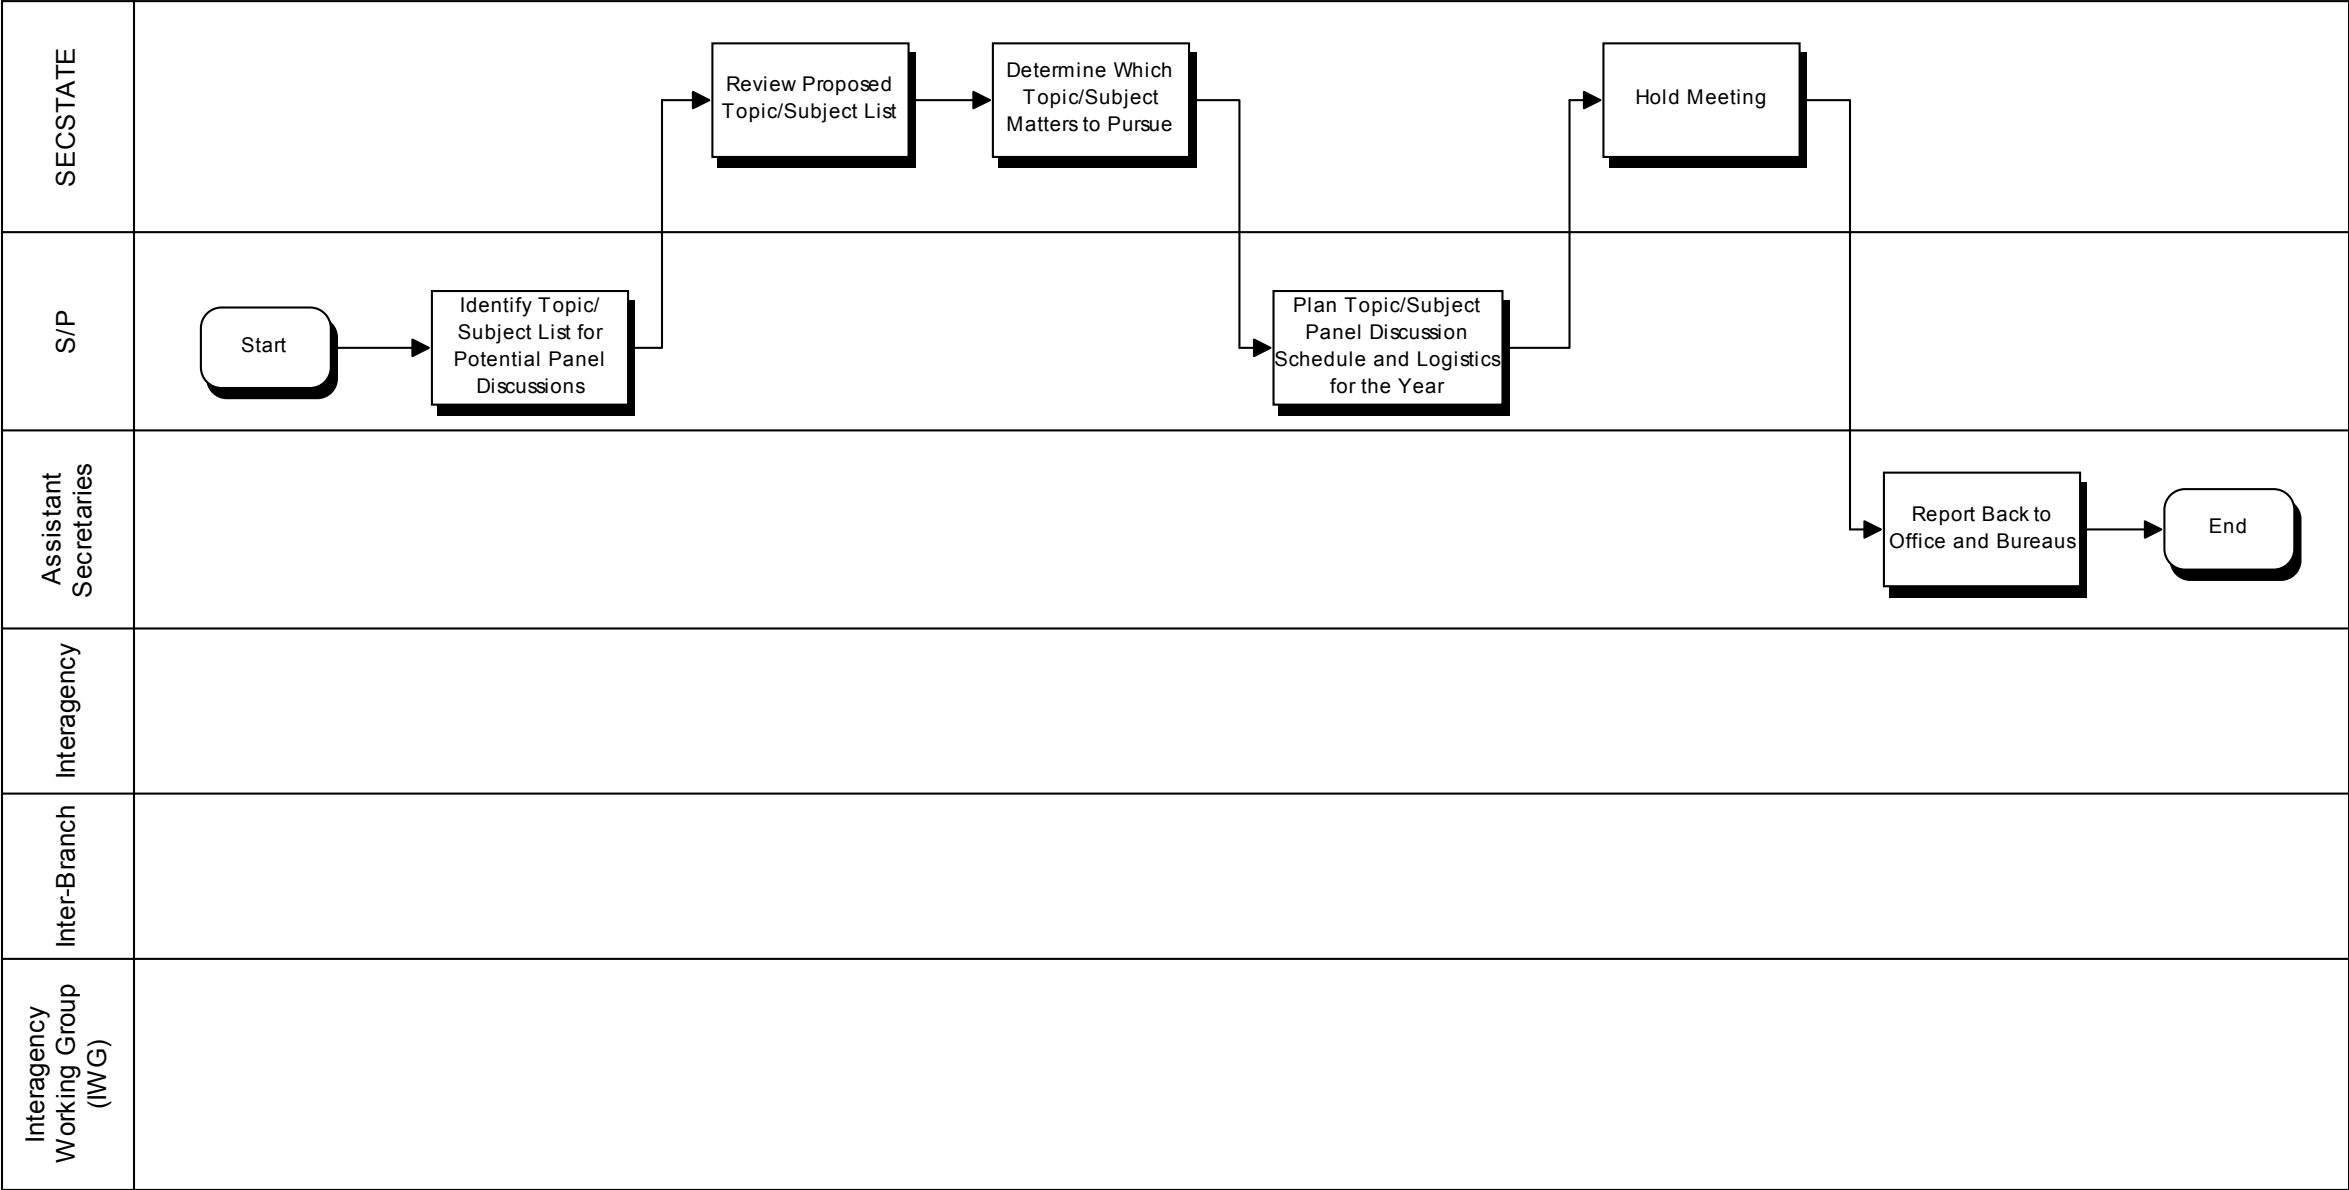 SECSTATE
Review Proposed
Topic/Subject List
Determine Which
Topic/Subject
Matters to Pursue
Hold Meeting
S/P
Start
Identify Topic/
Subject List for
Potential Panel
Discussions
Plan Topic/Subject
Panel Discussion
Schedule and Logistics
for the Year
Assistant
Secretaries
Report Back to
Office and Bureaus
End
Interagency
Inter-Branch
Interagency
Working Group
(IWG)